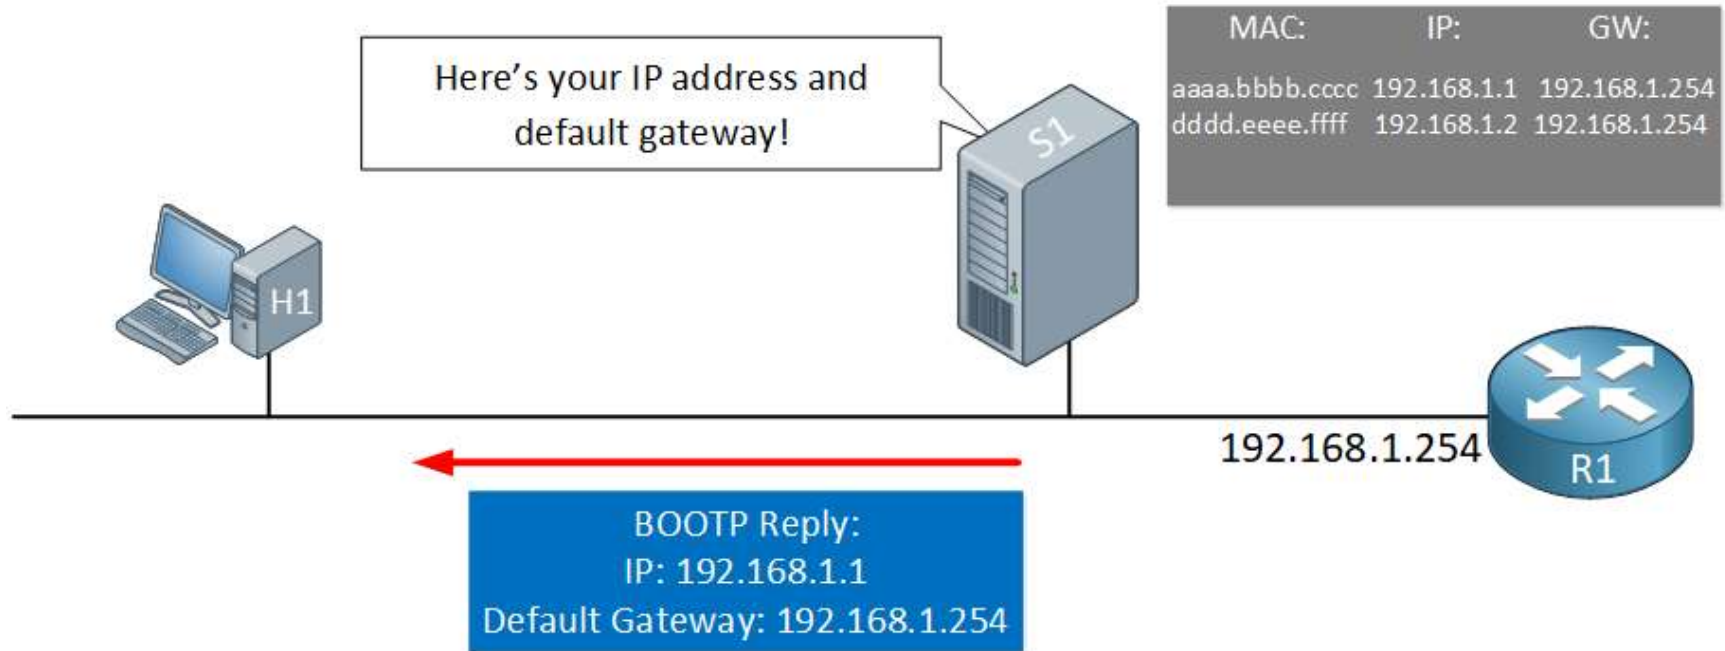 Here’s your IP address and
default gateway!
S1
MAC: IP: GW:
aaaa.bbbb.cccc 192.168.1.1 192.168.1.254
dddd.eeee.ffff 192.168.1.2 192.168.1.254
H1
192.168.1.254
R1
BOOTP Reply:
IP: 192.168.1.1
Default Gateway: 192.168.1.254